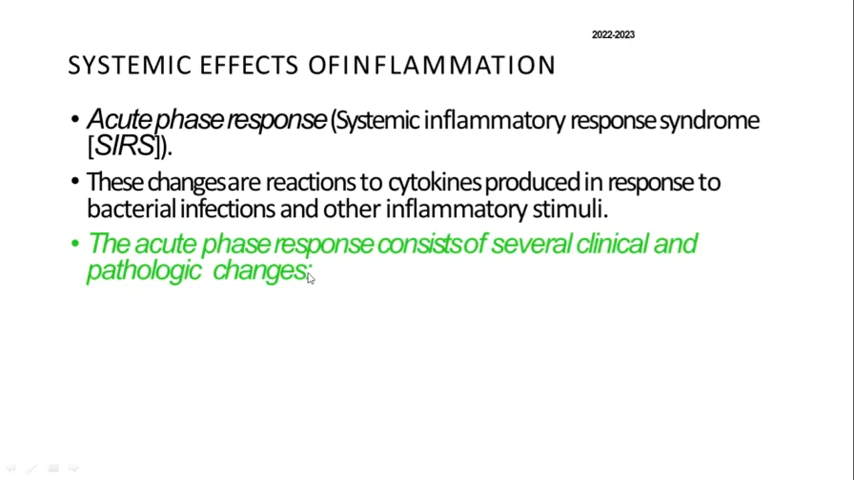 2022-2023
SYSTEMIC EFFECTS OFINFLAMMATION
• Acute phase response (Systemic inflammatory response syndrome
[SIRS]).
• These changes are reactions to cytokines produced in response to
bacterial infections and other inflammatory stimuli.
• The acute phase response consists of several clinical and
pathologic changes: